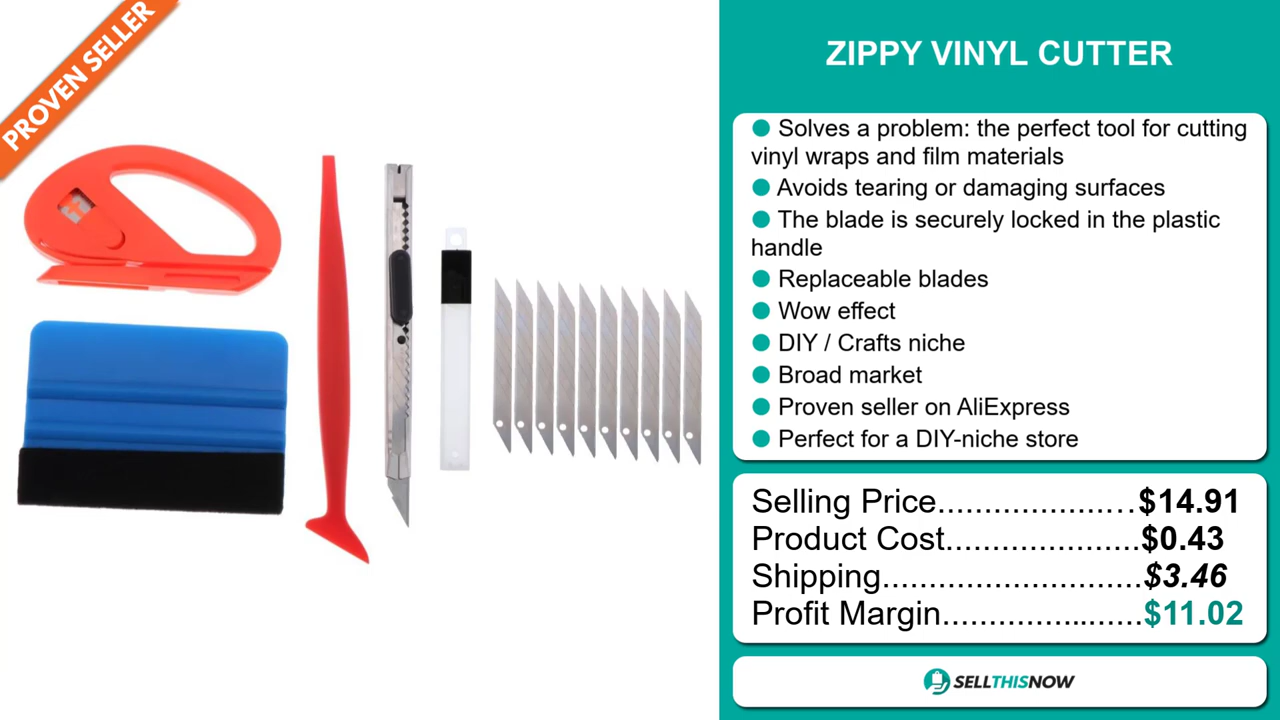 PROVEN SELLER
ZIPPY VINYL CUTTER
● Solves a problem: the perfect tool for cutting
vinyl wraps and film materials
● Avoids tearing or damaging surfaces
● The blade is securely locked in the plastic
handle
● Replaceable blades
● Wow effect
● DIY / Crafts niche
● Broad market
● Proven seller on AliExpress
● Perfect for a DIY-niche store
Selling Price.....................$14.91
Product Cost.....................$0.43
Shipping............................$3.46
Profit Margin......................$11.02
SELLTHISNOW